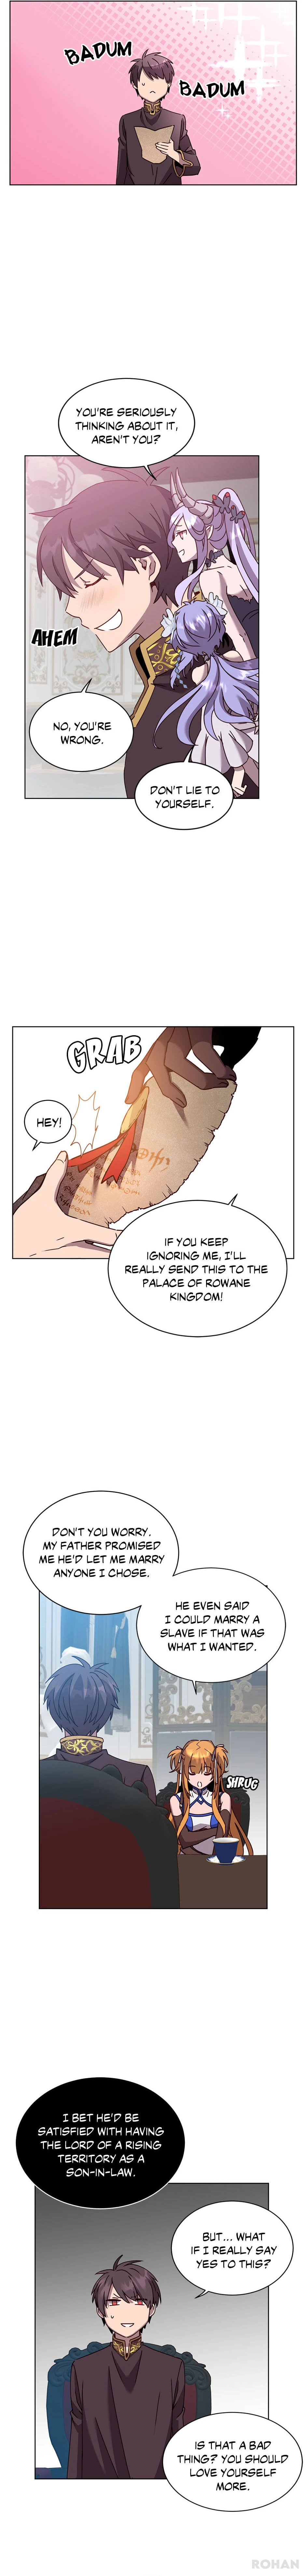 BADUM
BADUM
YOU'RE SERIOUSLY
THINKING ABOUT IT,
AREN'T YOU?
AHEM
NO, YOU'RE
WRONG.
DON'T LIE TO
YOURSELF.
GRAB
HEY!
IF YOU KEEP
IGNORING ME, I'LL
REALLY SEND THIS TO THE
PALACE OF ROWANE
KINGDOM!
DON'T YOU WORRY.
MY FATHER PROMISED
ME HE'D LET ME MARRY
ANYONE I CHOSE.
HE EVEN SAID
I COULD MARRY A
SLAVE IF THAT WAS
WHAT I WANTED.
SHRUG
I BET HE'D BE
SATISFIED WITH HAVING
THE LORD OF A RISING
TERRITORY AS A
SON-IN-LAW.
BUT... WHAT
IF I REALLY SAY
YES TO THIS?
IS THAT A BAD
THING? YOU SHOULD
LOVE YOURSELF
MORE.
ROHAN